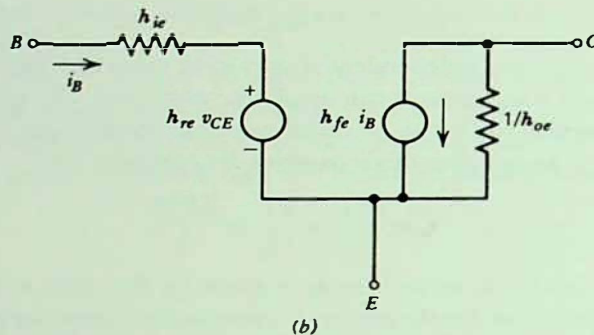 h_ie
B
C
i_B
+
h_re v_CE
−
h_fe i_B
1/h_oe
E
(b)